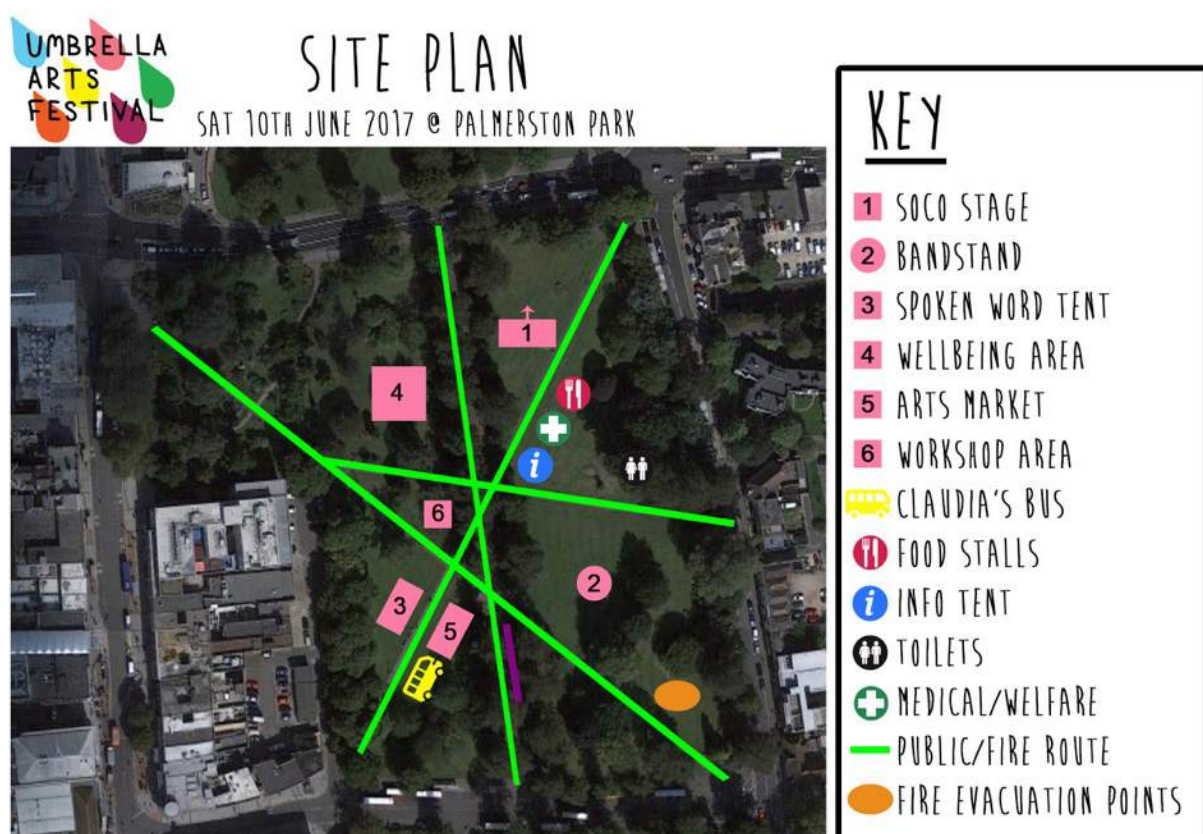 UMBRELLA
ARTS
FESTIVAL
SITE PLAN
SAT 10TH JUNE 2017 @ PALMERSTON PARK
1
4
i
6
2
3
5
KEY
1 SOCO STAGE
2 BANDSTAND
3 SPOKEN WORD TENT
4 WELLBEING AREA
5 ARTS MARKET
6 WORKSHOP AREA
CLAUDIA'S BUS
FOOD STALLS
i INFO TENT
TOILETS
MEDICAL/WELFARE
PUBLIC/FIRE ROUTE
FIRE EVACUATION POINTS